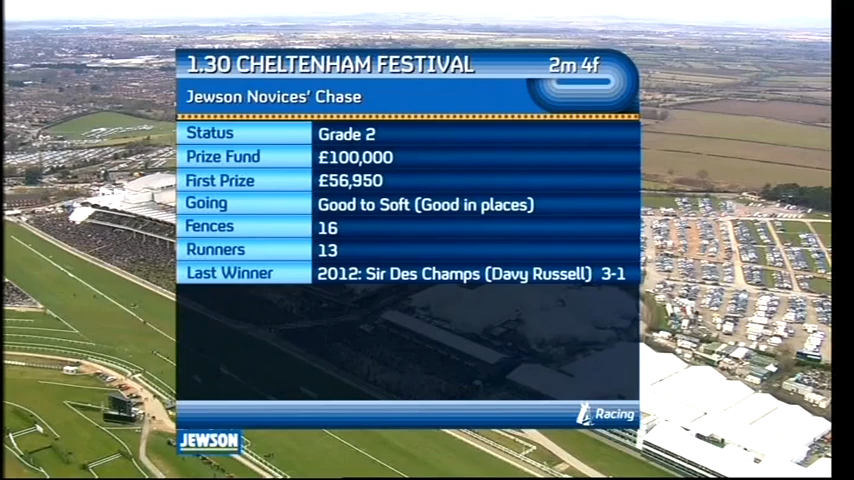 1.30 CHELTENHAM FESTIVAL 2m 4f
Jewson Novices' Chase
Status Grade 2
Prize Fund £100,000
First Prize £56,950
Going Good to Soft (Good in places)
Fences 16
Runners 13
Last Winner 2012: Sir Des Champs (Davy Russell) 3-1
Racing
JEWSON